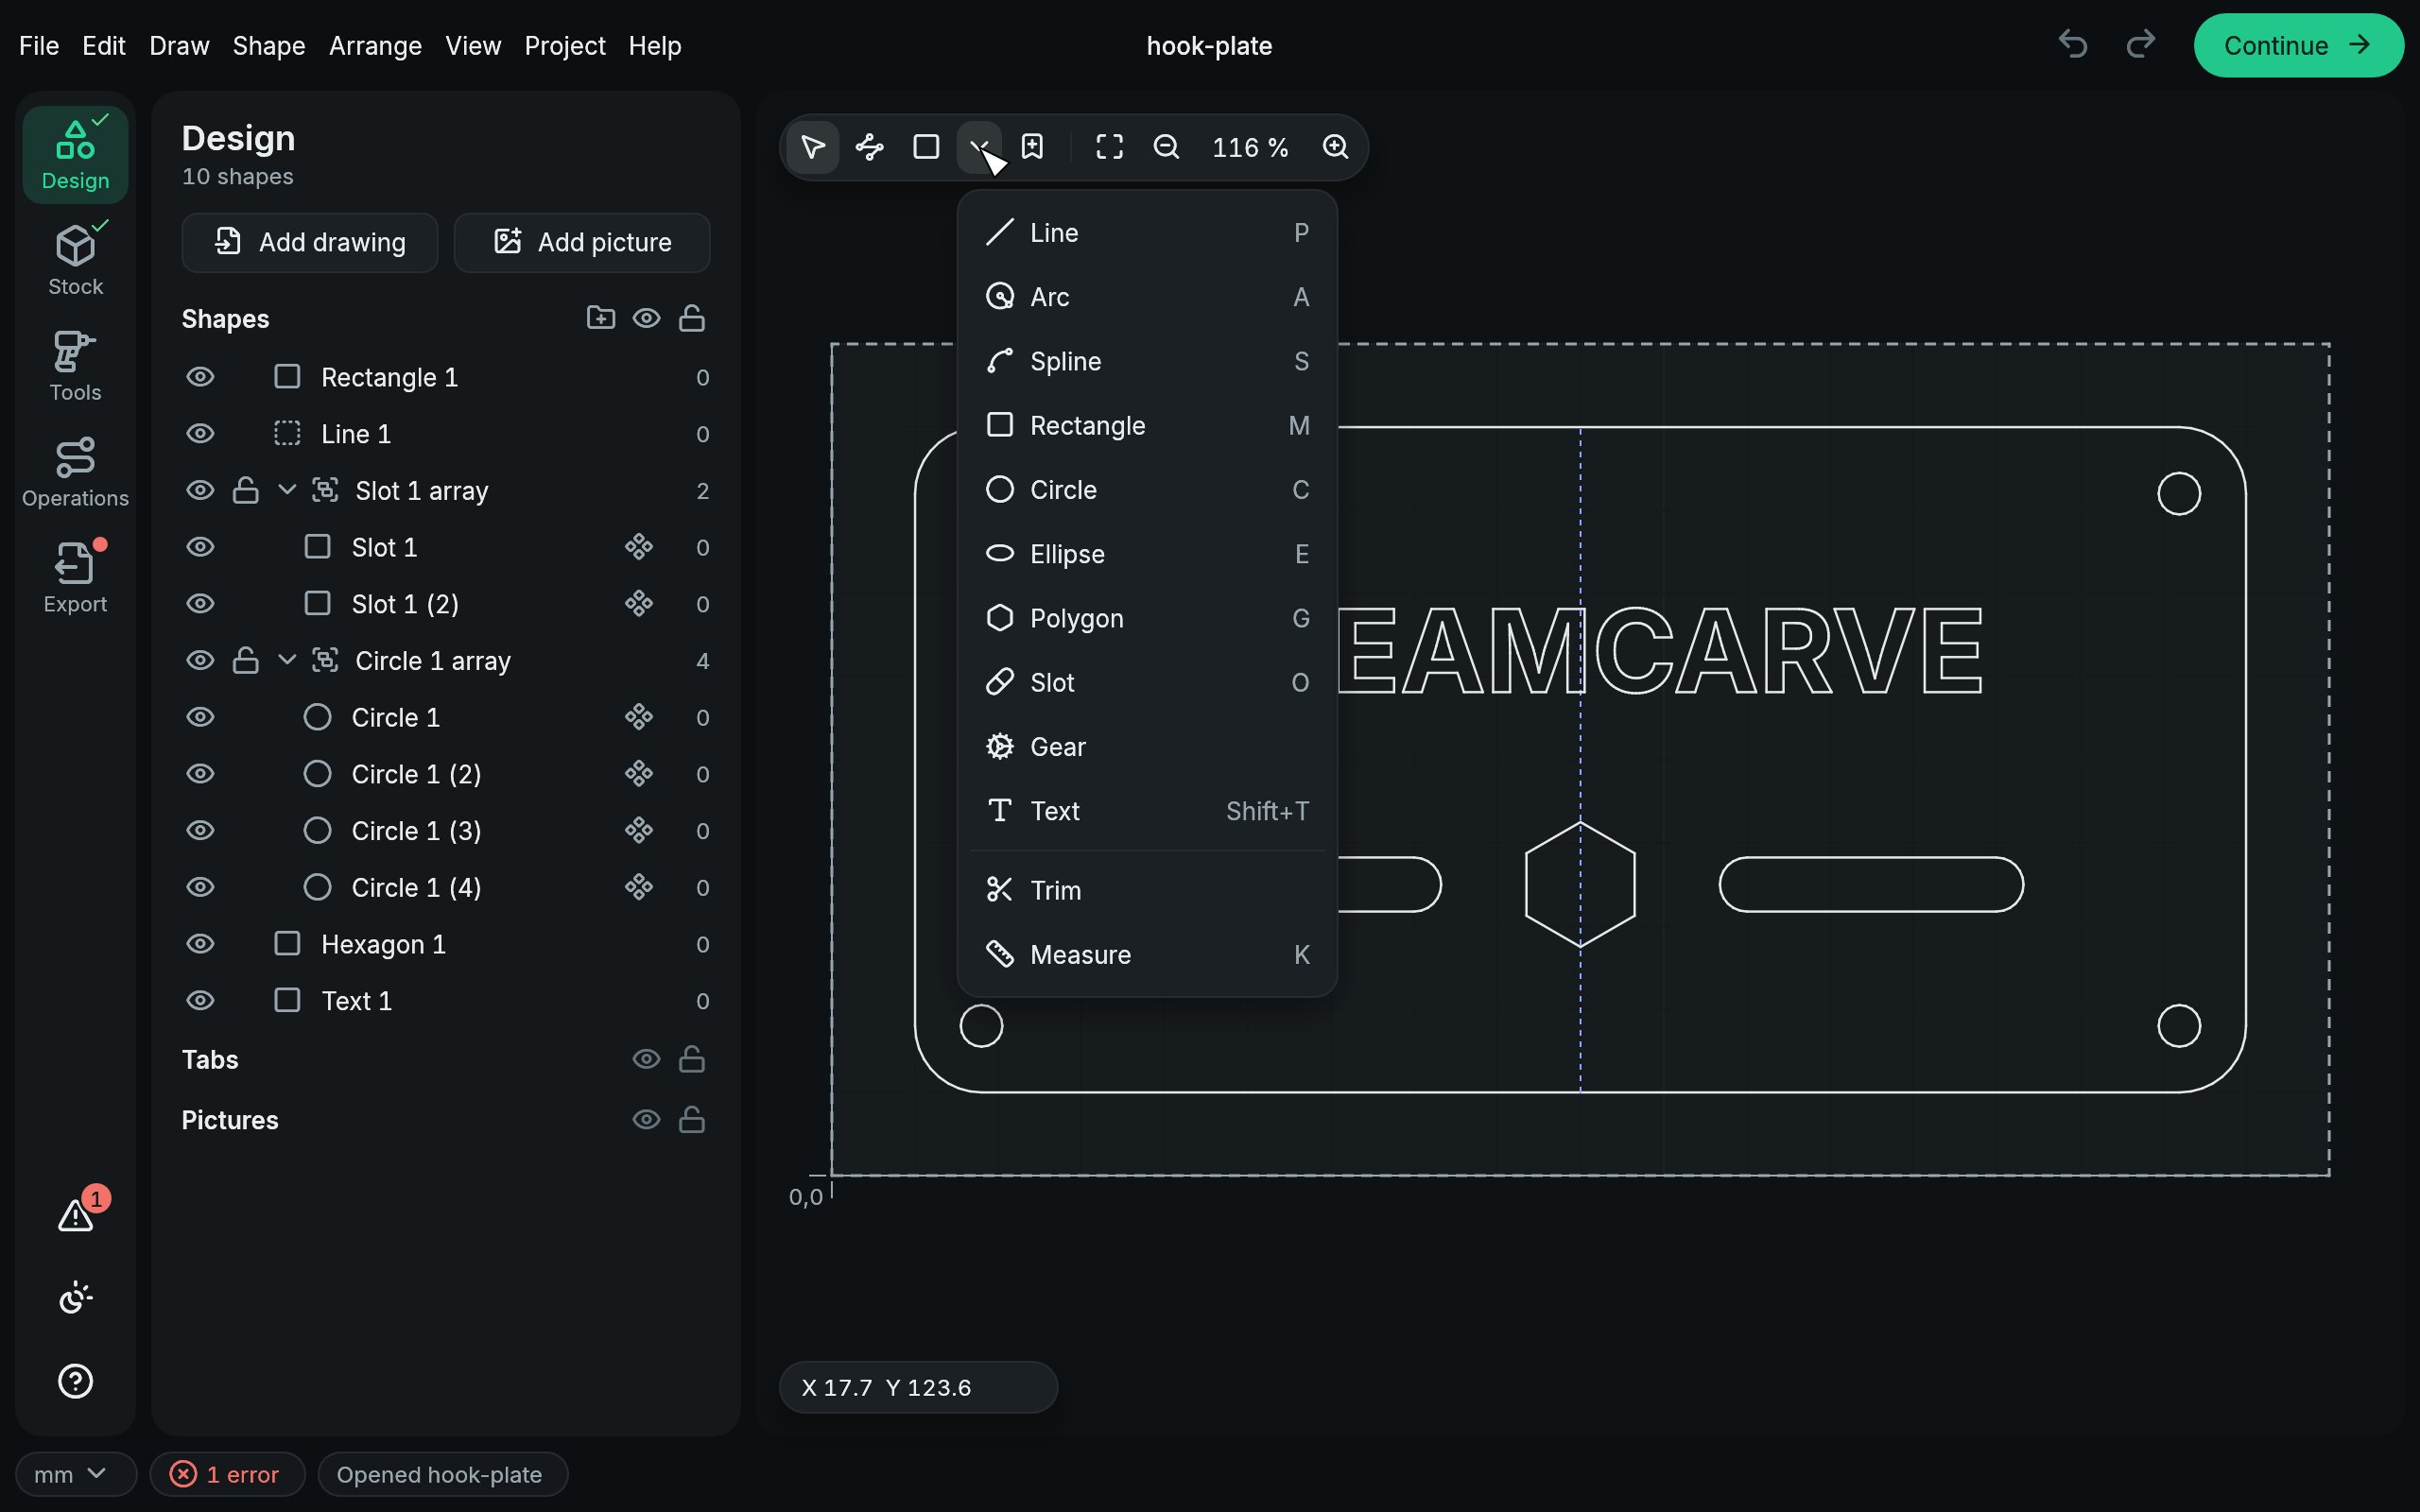 File Edit Draw Shape Arrange View Project Help
hook-plate
Continue
Design
Stock
Tools
Operations
Export
1
Design
10 shapes
Add drawing
Add picture
Shapes
Rectangle 1 0
Line 1 0
Slot 1 array 2
Slot 1 0
Slot 1 (2) 0
Circle 1 array 4
Circle 1 0
Circle 1 (2) 0
Circle 1 (3) 0
Circle 1 (4) 0
Hexagon 1 0
Text 1 0
Tabs
Pictures
116 %
Line P
Arc A
Spline S
Rectangle M
Circle C
Ellipse E
Polygon G
Slot O
Gear
Text Shift+T
Trim
Measure K
EAMCARVE
0,0
X 17.7 Y 123.6
mm
1 error
Opened hook-plate